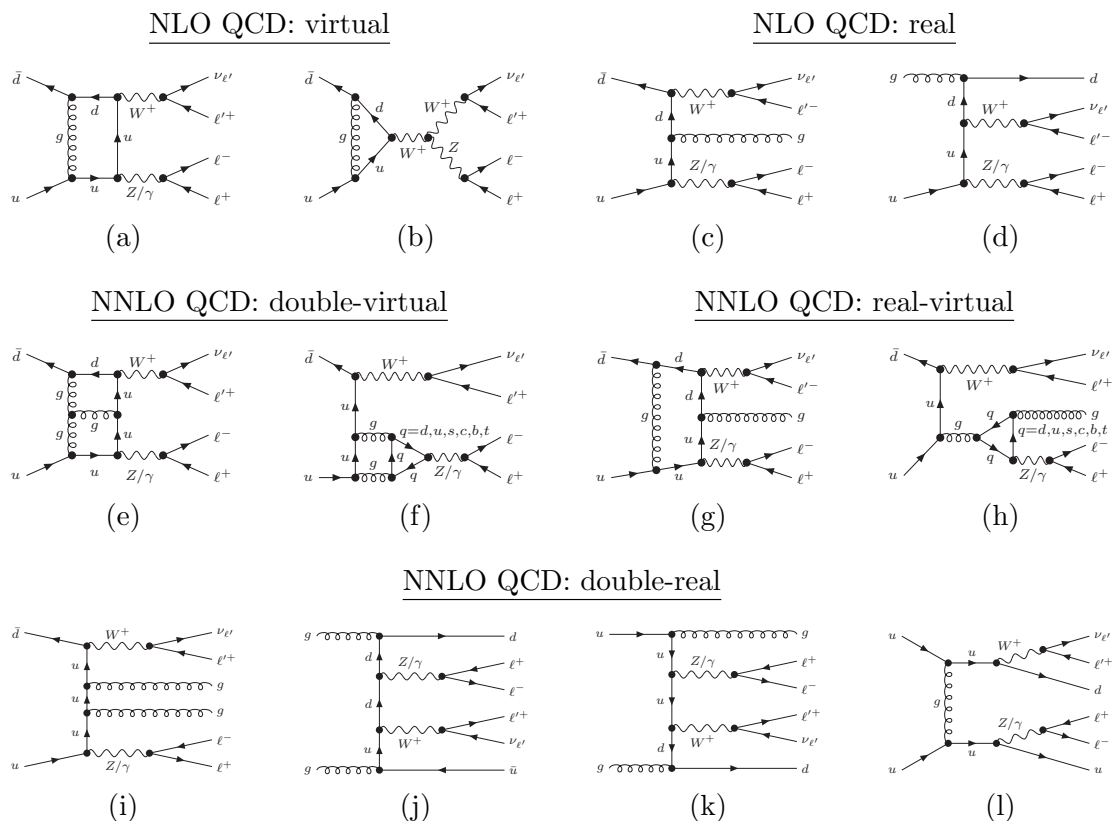 NLO QCD: virtual
d̄ g d u u W⁺ Z/γ u ν_ℓ′ ℓ′⁺ ℓ⁻ ℓ⁺
(a)
d̄ g d u W⁺ W⁺ Z u ν_ℓ′ ℓ′⁺ ℓ⁻ ℓ⁺
(b)
NLO QCD: real
d̄ d u W⁺ g Z/γ u ν_ℓ′ ℓ′⁻ ℓ⁻ ℓ⁺
(c)
g d d u W⁺ Z/γ u ν_ℓ′ ℓ′⁻ ℓ⁻ ℓ⁺
(d)
NNLO QCD: double-virtual
d̄ g g g d u u u W⁺ Z/γ u ν_ℓ′ ℓ′⁺ ℓ⁻ ℓ⁺
(e)
d̄ W⁺ u u g g q=d,u,s,c,b,t q q Z/γ u ν_ℓ′ ℓ′⁺ ℓ⁻ ℓ⁺
(f)
NNLO QCD: real-virtual
d̄ d g d u u W⁺ g Z/γ u ν_ℓ′ ℓ′⁻ ℓ⁻ ℓ⁺
(g)
d̄ W⁺ u g q q g q=d,u,s,c,b,t Z/γ u ν_ℓ′ ℓ′⁺ ℓ⁻ ℓ⁺
(h)
NNLO QCD: double-real
d̄ W⁺ u u u g g Z/γ u ν_ℓ′ ℓ′⁺ ℓ⁻ ℓ⁺
(i)
g d d Z/γ ℓ⁺ ℓ⁻ d u W⁺ ℓ′⁺ ν_ℓ′ g ū
(j)
u g u Z/γ ℓ⁺ ℓ⁻ u d W⁺ ℓ′⁺ ν_ℓ′ g d
(k)
u u W⁺ ν_ℓ′ ℓ′⁺ d g Z/γ ℓ⁺ ℓ⁻ u u u
(l)